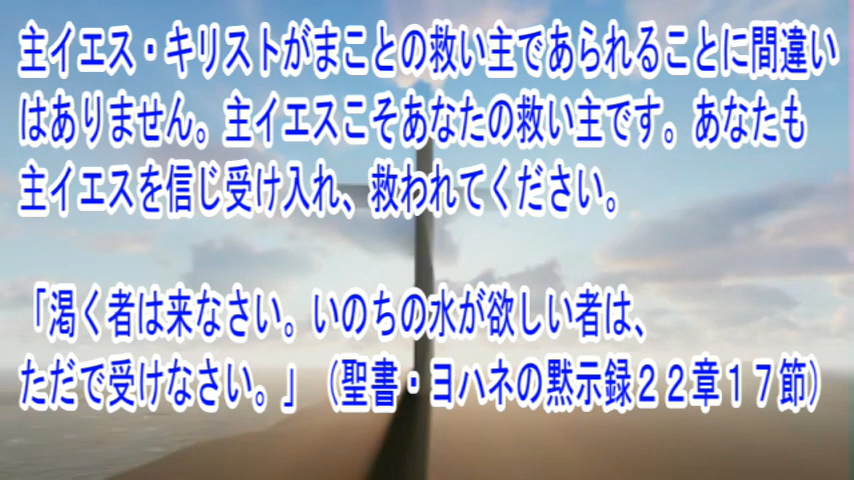 主イエス・キリストがまことの救い主であられることに間違い
はありません。主イエスこそあなたの救い主です。あなたも
主イエスを信じ受け入れ、救われてください。
「渇く者は来なさい。いのちの水が欲しい者は、
ただで受けなさい。」（聖書・ヨハネの黙示録２２章１７節）